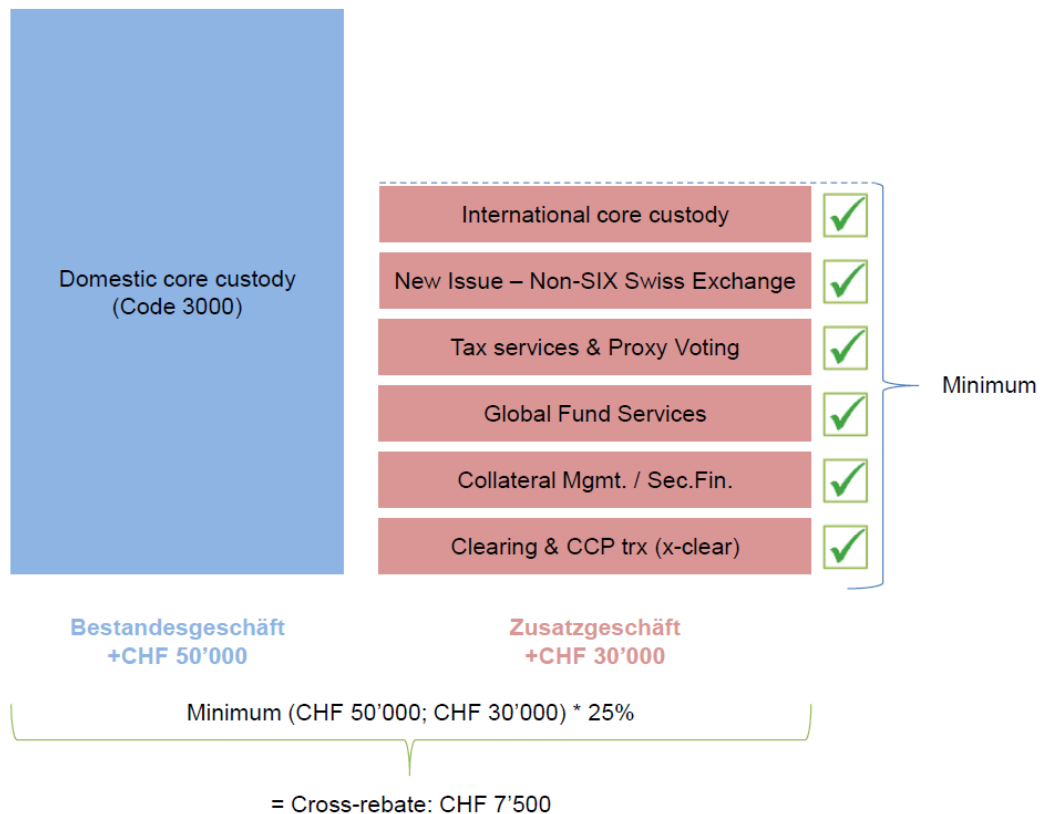 Domestic core custody
(Code 3000)
International core custody
New Issue – Non-SIX Swiss Exchange
Tax services & Proxy Voting
Global Fund Services
Collateral Mgmt. / Sec.Fin.
Clearing & CCP trx (x-clear)
Minimum
Bestandesgeschäft
+CHF 50’000
Zusatzgeschäft
+CHF 30’000
Minimum (CHF 50’000; CHF 30’000) * 25%
= Cross-rebate: CHF 7’500